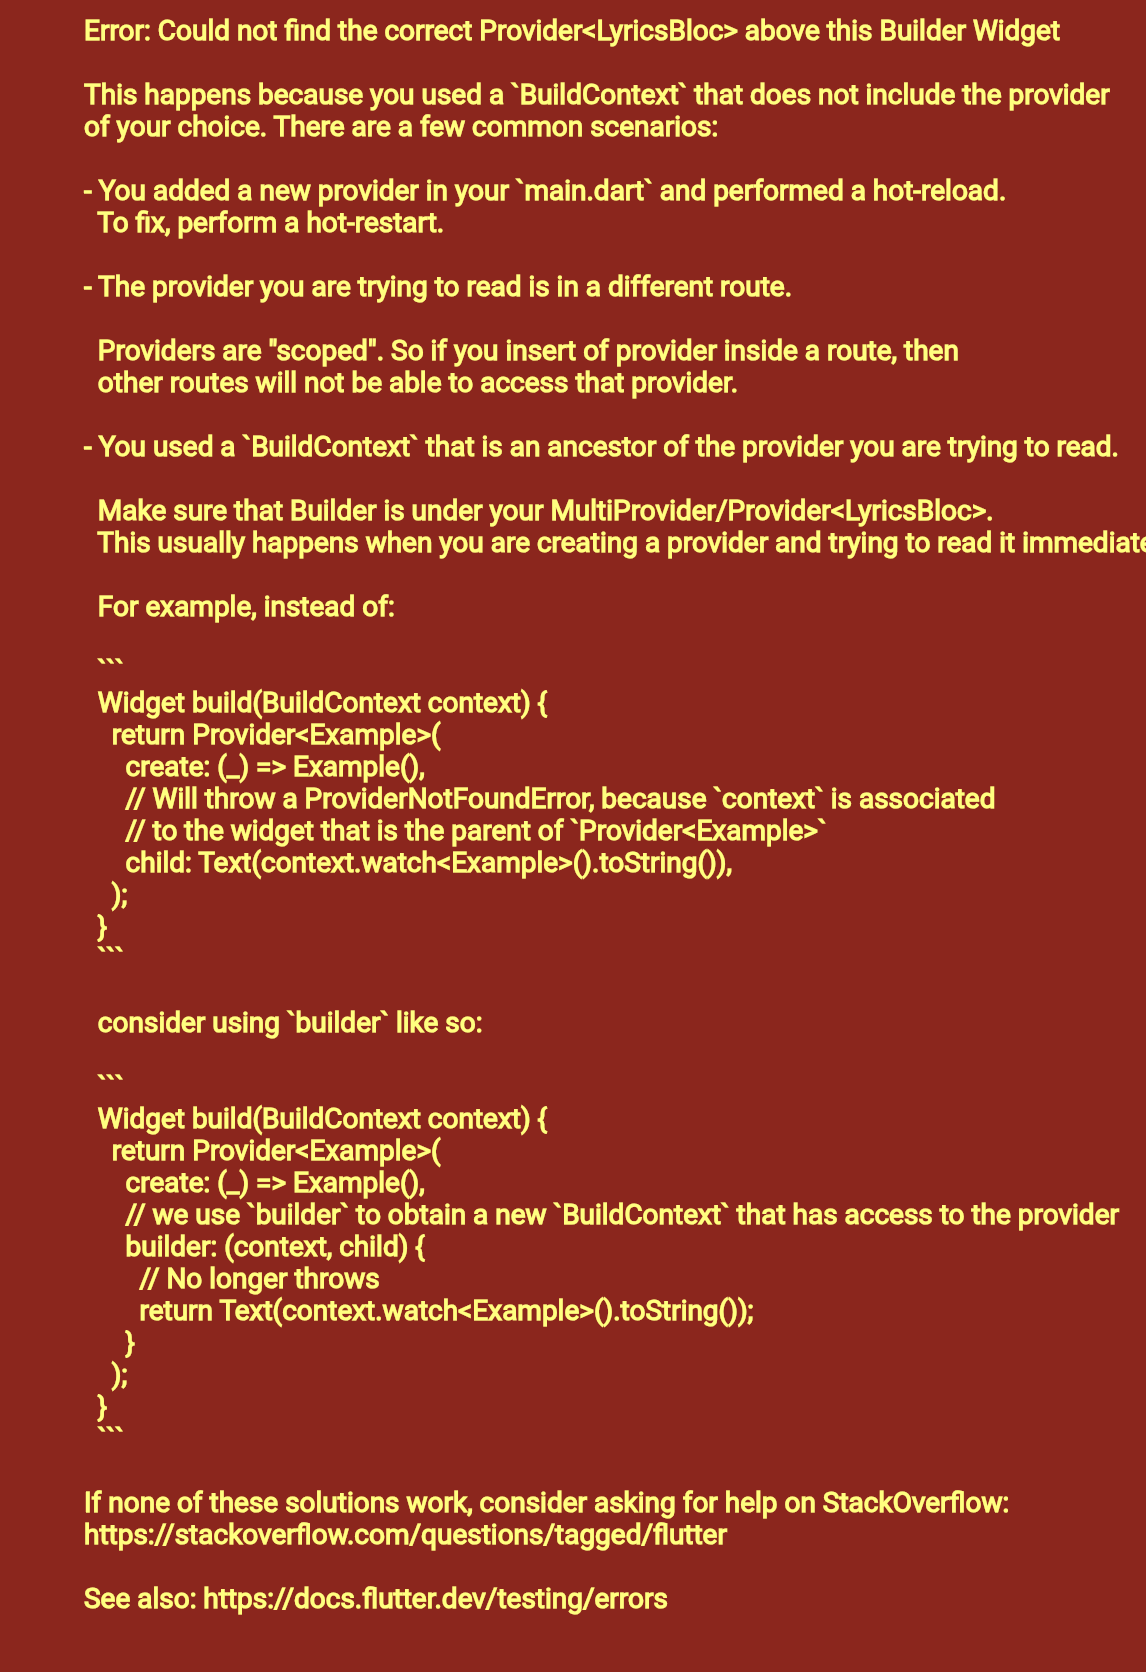 Error: Could not find the correct Provider<LyricsBloc> above this Builder Widget
This happens because you used a `BuildContext` that does not include the provider
of your choice. There are a few common scenarios:
- You added a new provider in your `main.dart` and performed a hot-reload.
To fix, perform a hot-restart.
- The provider you are trying to read is in a different route.
Providers are "scoped". So if you insert of provider inside a route, then
other routes will not be able to access that provider.
- You used a `BuildContext` that is an ancestor of the provider you are trying to read.
Make sure that Builder is under your MultiProvider/Provider<LyricsBloc>.
This usually happens when you are creating a provider and trying to read it immediate
For example, instead of:
```
Widget build(BuildContext context) {
return Provider<Example>(
create: (_) => Example(),
// Will throw a ProviderNotFoundError, because `context` is associated
// to the widget that is the parent of `Provider<Example>`
child: Text(context.watch<Example>().toString()),
);
}
```
consider using `builder` like so:
```
Widget build(BuildContext context) {
return Provider<Example>(
create: (_) => Example(),
// we use `builder` to obtain a new `BuildContext` that has access to the provider
builder: (context, child) {
// No longer throws
return Text(context.watch<Example>().toString());
}
);
}
```
If none of these solutions work, consider asking for help on StackOverflow:
https://stackoverflow.com/questions/tagged/flutter
See also: https://docs.flutter.dev/testing/errors